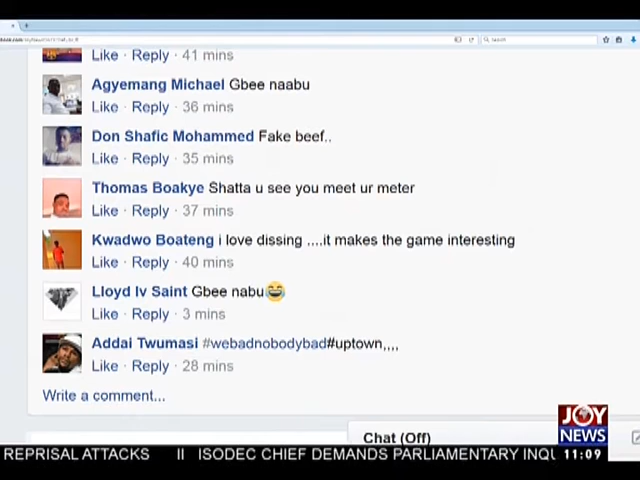 Like · Reply · 41 mins
Agyemang Michael Gbee naabu
Like · Reply · 36 mins
Don Shafic Mohammed Fake beef..
Like · Reply · 35 mins
Thomas Boakye Shatta u see you meet ur meter
Like · Reply · 37 mins
Kwadwo Boateng i love dissing ....it makes the game interesting
Like · Reply · 40 mins
Lloyd Iv Saint Gbee nabu😂
Like · Reply · 3 mins
Addai Twumasi #webadnobodybad#uptown,,,,
Like · Reply · 28 mins
Write a comment...
Chat (Off)
JOY
NEWS
REPRISAL ATTACKS II ISODEC CHIEF DEMANDS PARLIAMENTARY INQU 11:09